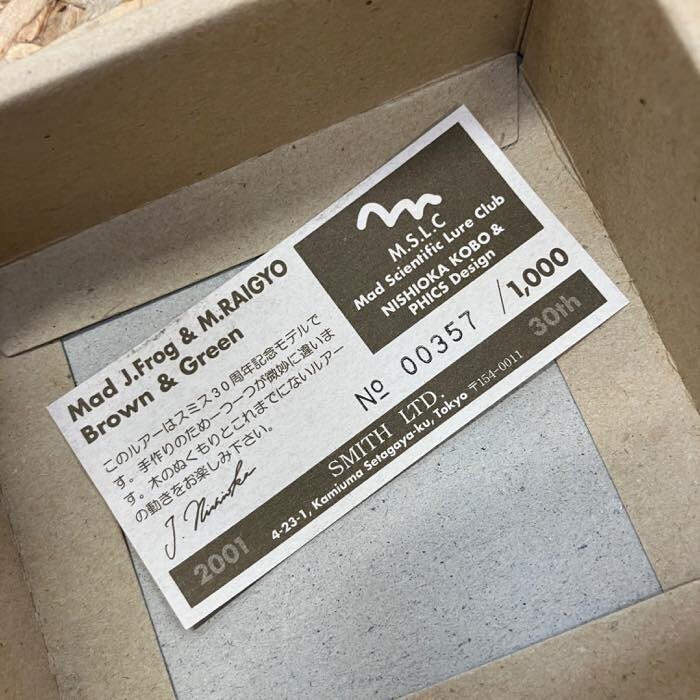 Mad J.Frog & M.RAIGYO
Brown & Green
このルアーはスミス30周年記念モデルで
す。手作りのため一つ一つが微妙に違いま
す。木のぬくもりとこれまでにないルアー
の動きをお楽しみ下さい。
J. Nishioka
M.S.L.C
Mad Scientific Lure Club
NISHIOKA KOBO &
PHICS Design
№ 00357 /1,000
2001
SMITH LTD.
4-23-1, Kamiuma Setagaya-ku, Tokyo 〒154-0011
30th